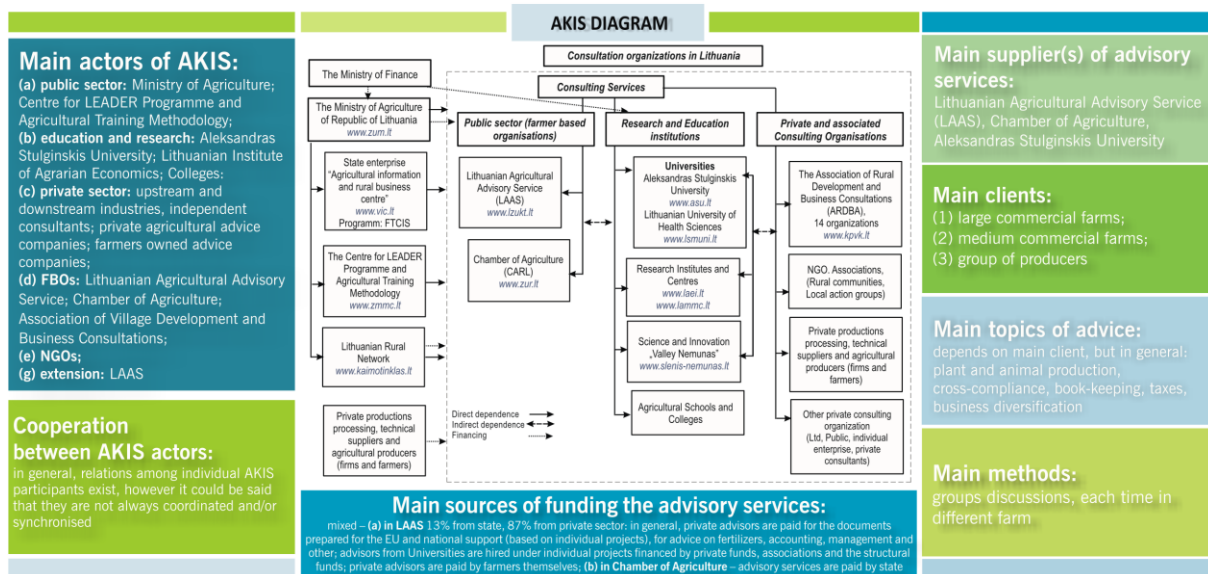 AKIS DIAGRAM
Main actors of AKIS:
(a) public sector: Ministry of Agriculture;
Centre for LEADER Programme and
Agricultural Training Methodology;
(b) education and research: Aleksandras
Stulginskis University; Lithuanian Institute
of Agrarian Economics; Colleges:
(c) private sector: upstream and
downstream industries, independent
consultants; private agricultural advice
companies; farmers owned advice
companies;
(d) FBOs: Lithuanian Agricultural Advisory
Service; Chamber of Agriculture;
Association of Village Development and
Business Consultations;
(e) NGOs;
(g) extension: LAAS
Cooperation
between AKIS actors:
in general, relations among individual AKIS
participants exist, however it could be said
that they are not always coordinated and/or
synchronised
Consultation organizations in Lithuania
The Ministry of Finance
Consulting Services
The Ministry of Agriculture
of Republic of Lithuania
www.zum.lt
Public sector (farmer based
organisations)
Research and Education
institutions
Private and associated
Consulting Organisations
State enterprise
"Agricultural information
and rural business
centre"
www.vic.lt
Programm: FTCIS
Lithuanian Agricultural
Advisory Service
(LAAS)
www.lzukt.lt
Universities
Aleksandras Stulginskis
University
www.asu.lt
Lithuanian University of
Health Sciences
www.lsmuni.lt
The Association of Rural
Development and
Business Consultations
(ARDBA),
14 organizations
www.kpvk.lt
The Centre for LEADER
Programme and
Agricultural Training
Methodology
www.zmmc.lt
Chamber of Agriculture
(CARL)
www.zur.lt
Research Institutes and
Centres
www.laei.lt
www.lammc.lt
NGO. Associations,
(Rural communities,
Local action groups)
Lithuanian Rural
Network
www.kaimotinklas.lt
Science and Innovation
„Valley Nemunas"
www.slenis-nemunas.lt
Private productions
processing, technical
suppliers and agricultural
producers (firms and
farmers)
Private productions
processing, technical
suppliers and
agricultural producers
(firms and farmers)
Direct dependence
Indirect dependence
Financing
Agricultural Schools and
Colleges
Other private consulting
organization
(Ltd, Public, individual
enterprise, private
consultants)
Main sources of funding the advisory services:
mixed – (a) in LAAS 13% from state, 87% from private sector: in general, private advisors are paid for the documents
prepared for the EU and national support (based on individual projects), for advice on fertilizers, accounting, management and
other; advisors from Universities are hired under individual projects financed by private funds, associations and the structural
funds; private advisors are paid by farmers themselves; (b) in Chamber of Agriculture – advisory services are paid by state
Main supplier(s) of advisory
services:
Lithuanian Agricultural Advisory Service
(LAAS), Chamber of Agriculture,
Aleksandras Stulginskis University
Main clients:
(1) large commercial farms;
(2) medium commercial farms;
(3) group of producers
Main topics of advice:
depends on main client, but in general:
plant and animal production,
cross-compliance, book-keeping, taxes,
business diversification
Main methods:
groups discussions, each time in
different farm